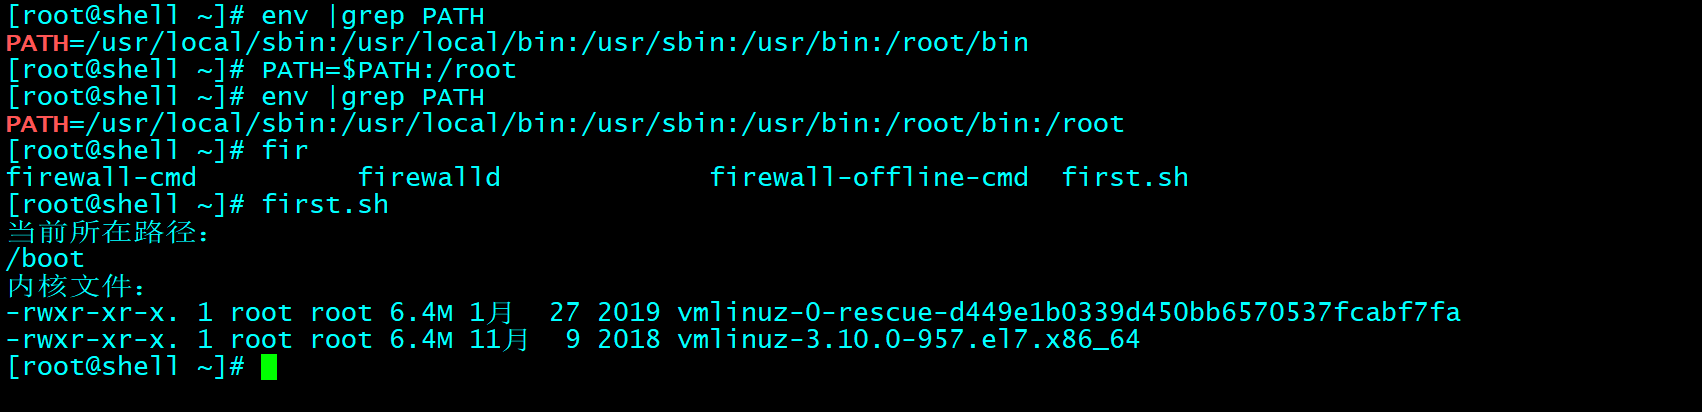 [root@shell ~]# env |grep PATH
PATH=/usr/local/sbin:/usr/local/bin:/usr/sbin:/usr/bin:/root/bin
[root@shell ~]# PATH=$PATH:/root
[root@shell ~]# env |grep PATH
PATH=/usr/local/sbin:/usr/local/bin:/usr/sbin:/usr/bin:/root/bin:/root
[root@shell ~]# fir
firewall-cmd          firewalld             firewall-offline-cmd  first.sh
[root@shell ~]# first.sh
当前所在路径：
/boot
内核文件：
-rwxr-xr-x. 1 root root 6.4M 1月  27 2019 vmlinuz-0-rescue-d449e1b0339d450bb6570537fcabf7fa
-rwxr-xr-x. 1 root root 6.4M 11月  9 2018 vmlinuz-3.10.0-957.el7.x86_64
[root@shell ~]#